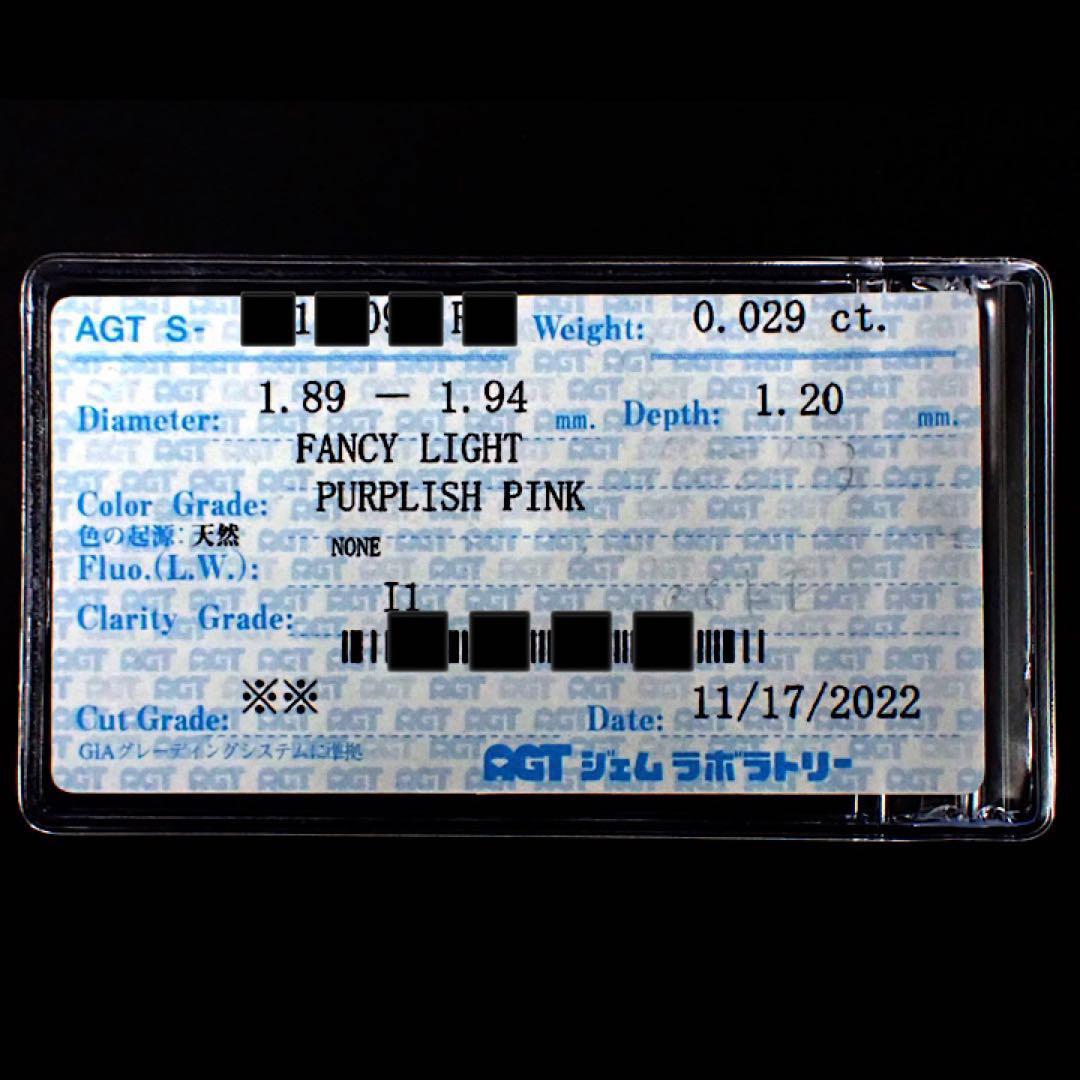 AGT S- Weight: 0.029 ct.
Diameter: 1.89 — 1.94 mm. Depth: 1.20 mm.
FANCY LIGHT
Color Grade: PURPLISH PINK
色の起源: 天然
Fluo.(L.W.): NONE
Clarity Grade: I1
Cut Grade: ※※ Date: 11/17/2022
GIAグレーディングシステムに準拠
AGT ジェムラボラトリー